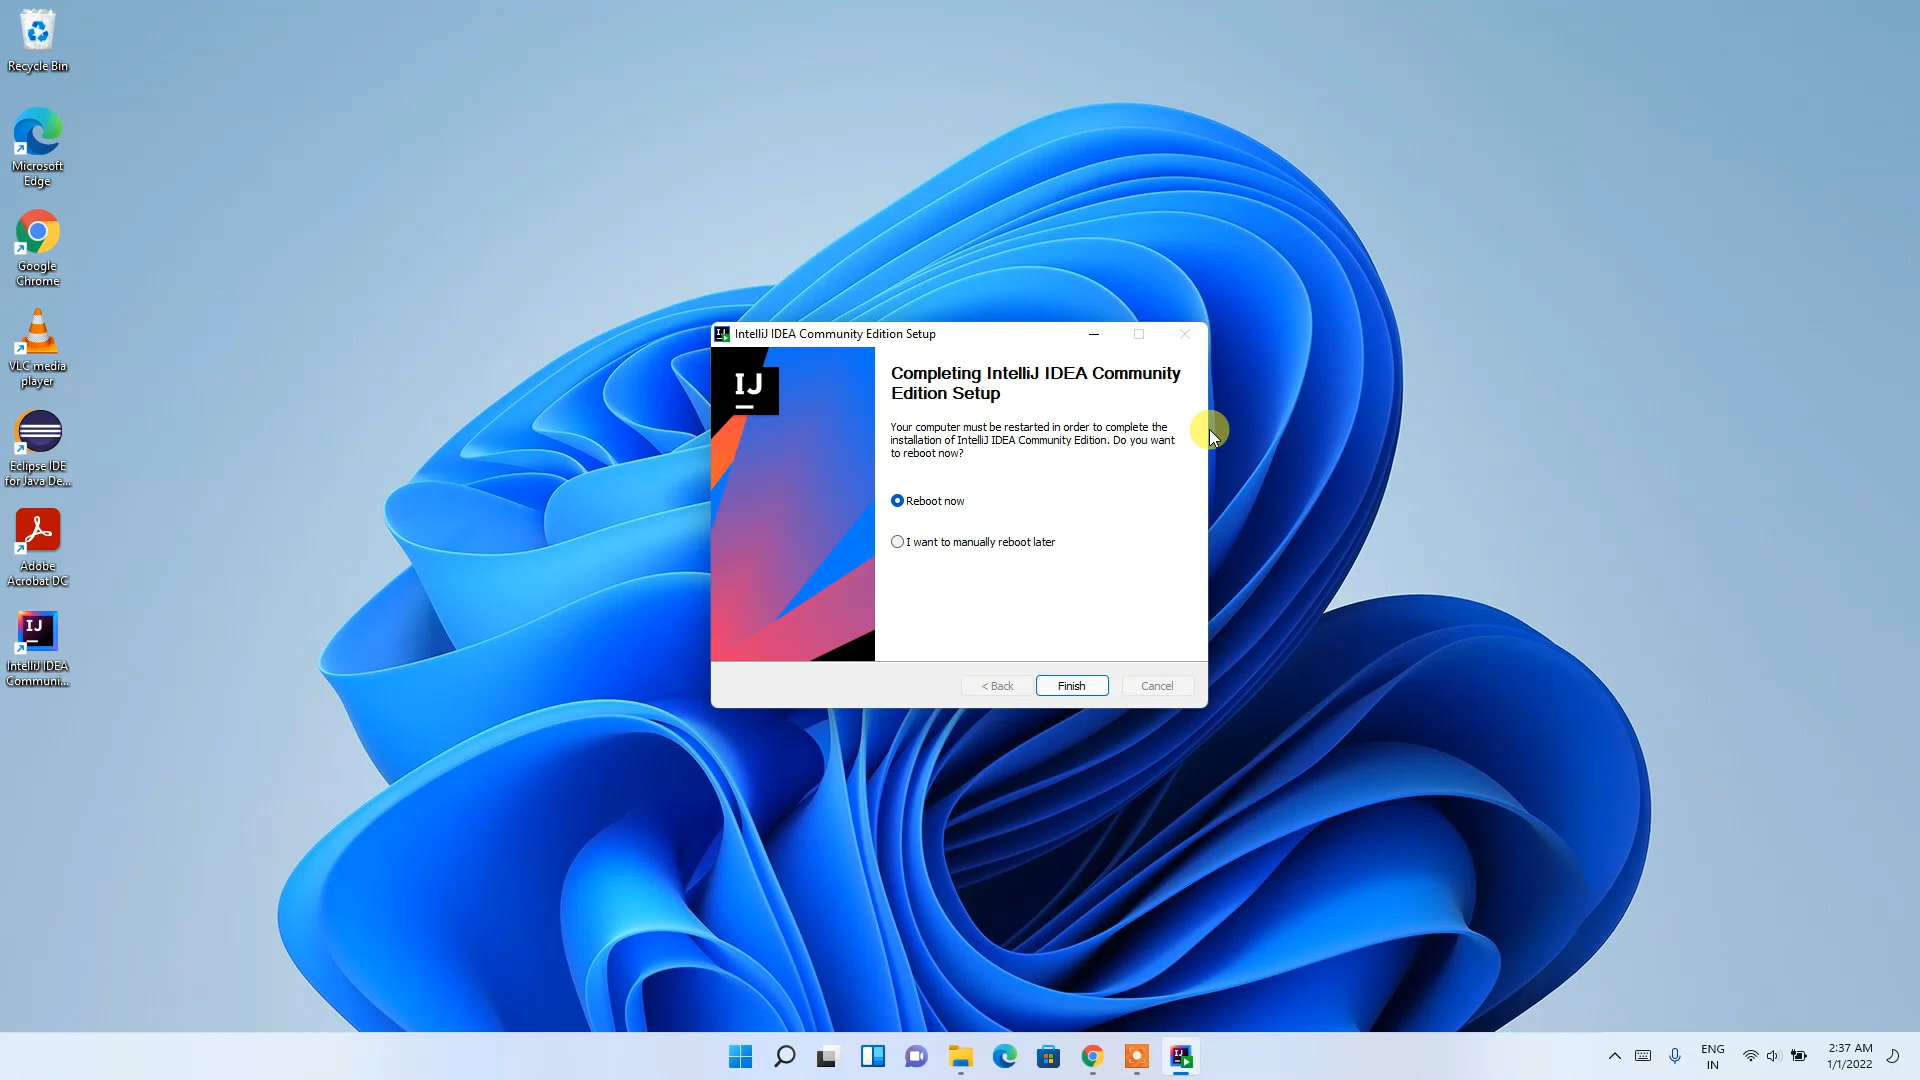 Recycle Bin
Microsoft
Edge
Google
Chrome
VLC media
player
Eclipse IDE
for Java De...
Adobe
Acrobat DC
IJ
IntelliJ IDEA
Communi...
IntelliJ IDEA Community Edition Setup
IJ
Completing IntelliJ IDEA Community
Edition Setup
Your computer must be restarted in order to complete the
installation of IntelliJ IDEA Community Edition. Do you want
to reboot now?
Reboot now
I want to manually reboot later
< Back
Finish
Cancel
ENG
IN
2:37 AM
1/1/2022